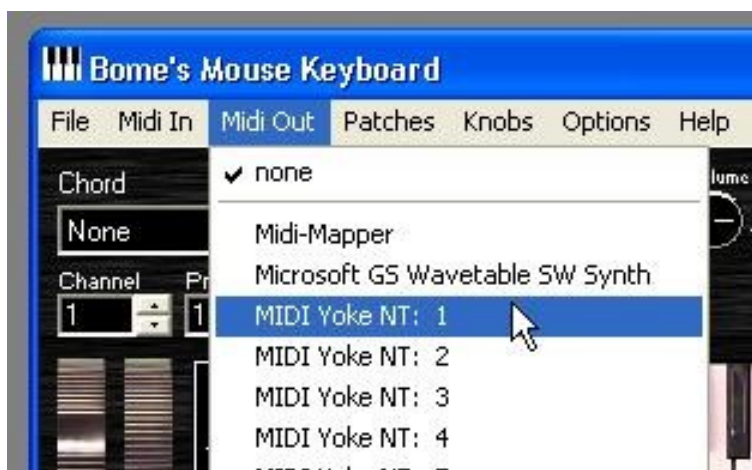 Bome's Mouse Keyboard
File Midi In Midi Out Patches Knobs Options Help
Chord
None
Channel
1
1
none
Midi-Mapper
Microsoft GS Wavetable SW Synth
MIDI Yoke NT: 1
MIDI Yoke NT: 2
MIDI Yoke NT: 3
MIDI Yoke NT: 4